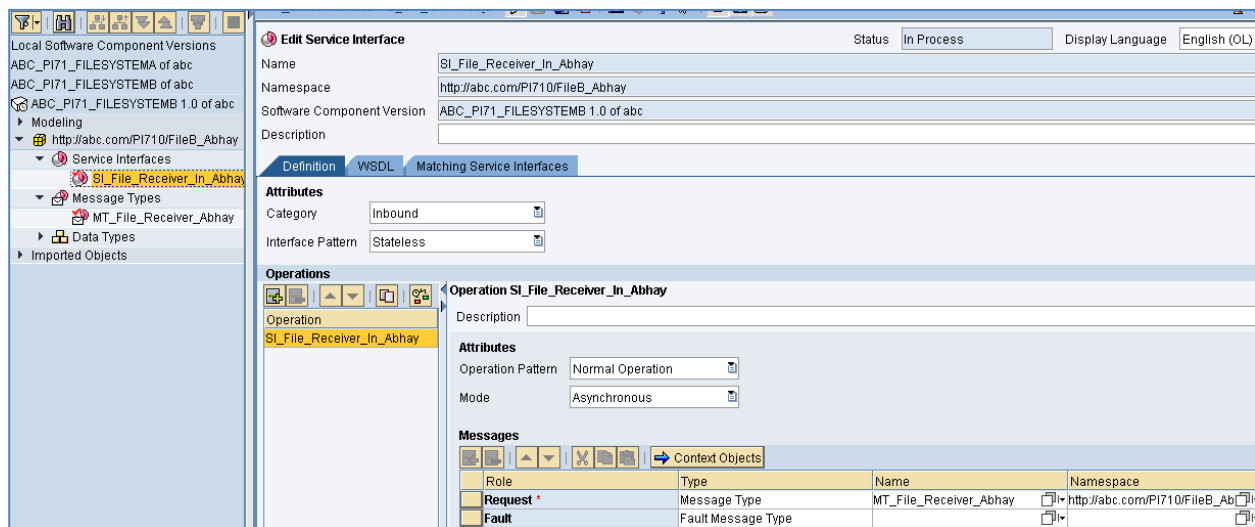 Local Software Component Versions
ABC_PI71_FILESYSTEMA of abc
ABC_PI71_FILESYSTEMB of abc
ABC_PI71_FILESYSTEMB 1.0 of abc
Modeling
http://abc.com/PI710/FileB_Abhay
Service Interfaces
SI_File_Receiver_In_Abhay
Message Types
MT_File_Receiver_Abhay
Data Types
Imported Objects
Edit Service Interface
Status In Process Display Language English (OL)
Name SI_File_Receiver_In_Abhay
Namespace http://abc.com/PI710/FileB_Abhay
Software Component Version ABC_PI71_FILESYSTEMB 1.0 of abc
Description
Definition WSDL Matching Service Interfaces
Attributes
Category Inbound
Interface Pattern Stateless
Operations
Operation
SI_File_Receiver_In_Abhay
Operation SI_File_Receiver_In_Abhay
Description
Attributes
Operation Pattern Normal Operation
Mode Asynchronous
Messages
Context Objects
Role Type Name Namespace
Request * Message Type MT_File_Receiver_Abhay http://abc.com/PI710/FileB_Ab
Fault Fault Message Type